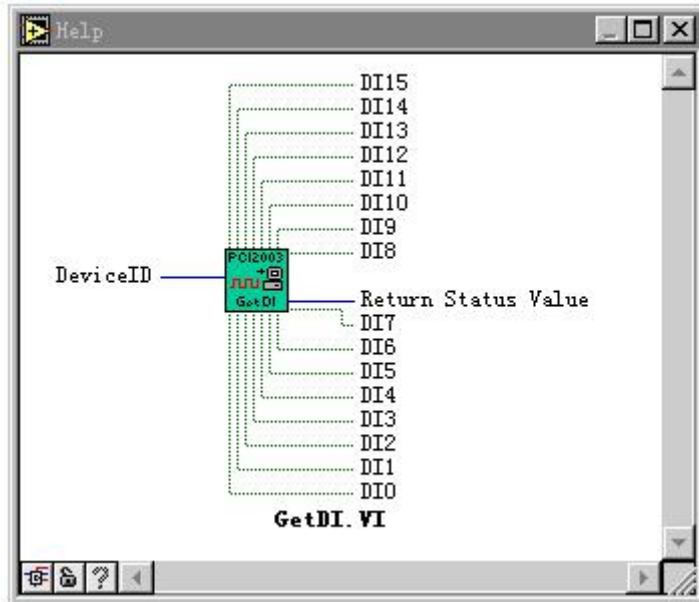 Help
DI15
DI14
DI13
DI12
DI11
DI10
DI9
DI8
PCI2003
DeviceID
GetDI
Return Status Value
DI7
DI6
DI5
DI4
DI3
DI2
DI1
DI0
GetDI.VI
?